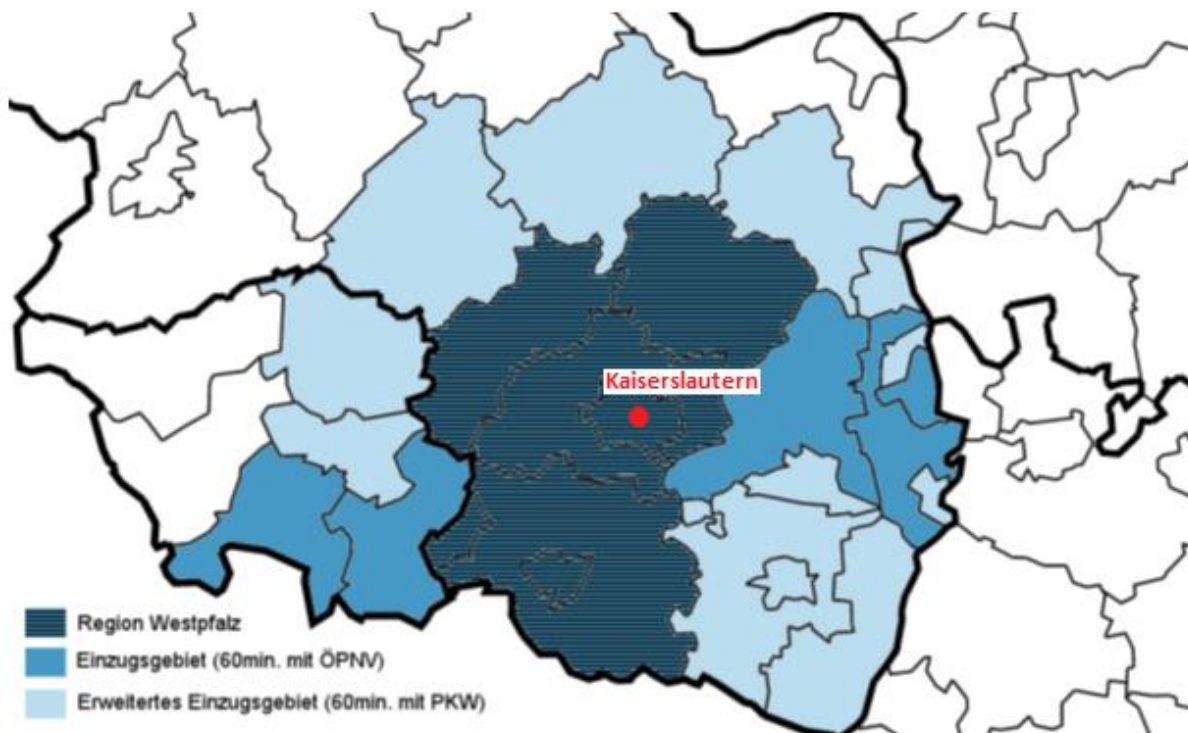 Kaiserslautern
Region Westpfalz
Einzugsgebiet (60min. mit ÖPNV)
Erweitertes Einzugsgebiet (60min. mit PKW)